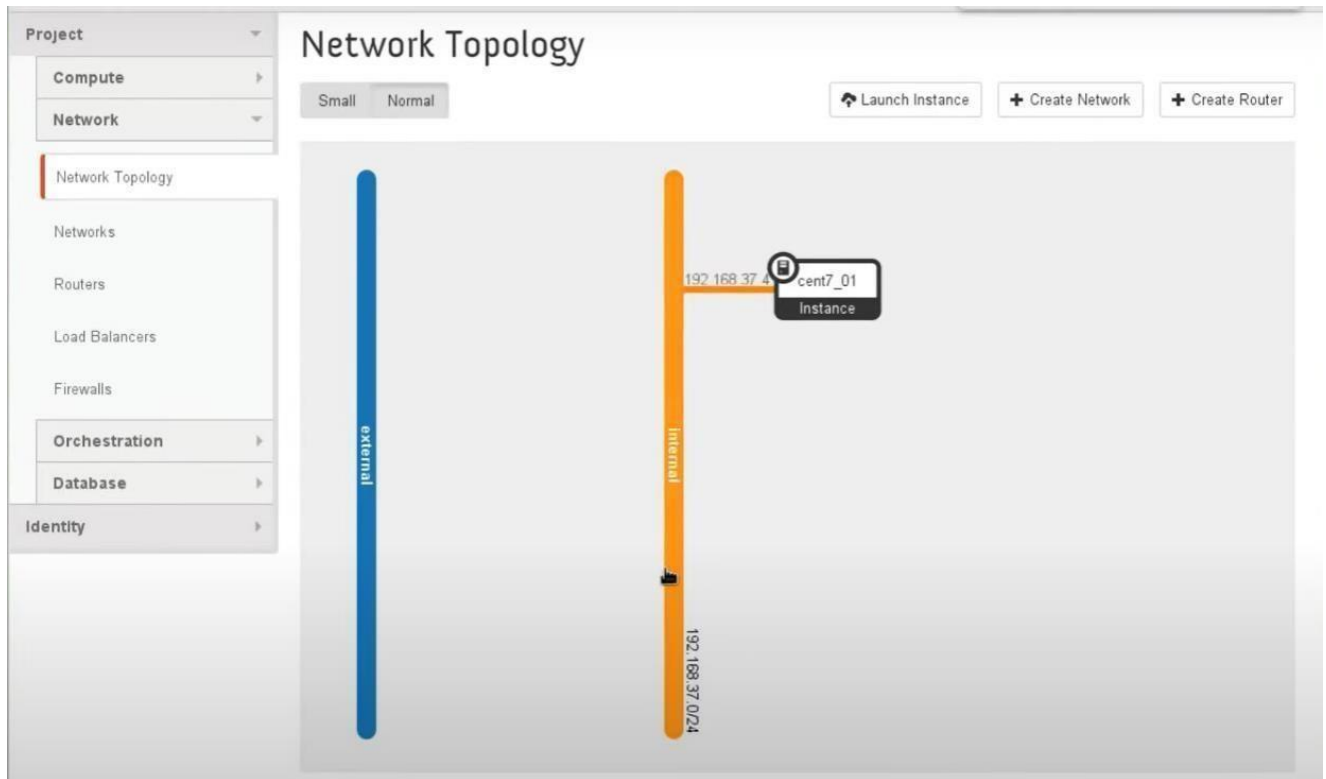 Project
Compute
Network
Network Topology
Networks
Routers
Load Balancers
Firewalls
Orchestration
Database
Identity
Network Topology
Small Normal
Launch Instance + Create Network + Create Router
external
internal
192.168.37.4
cent7_01
Instance
192.168.37.0/24